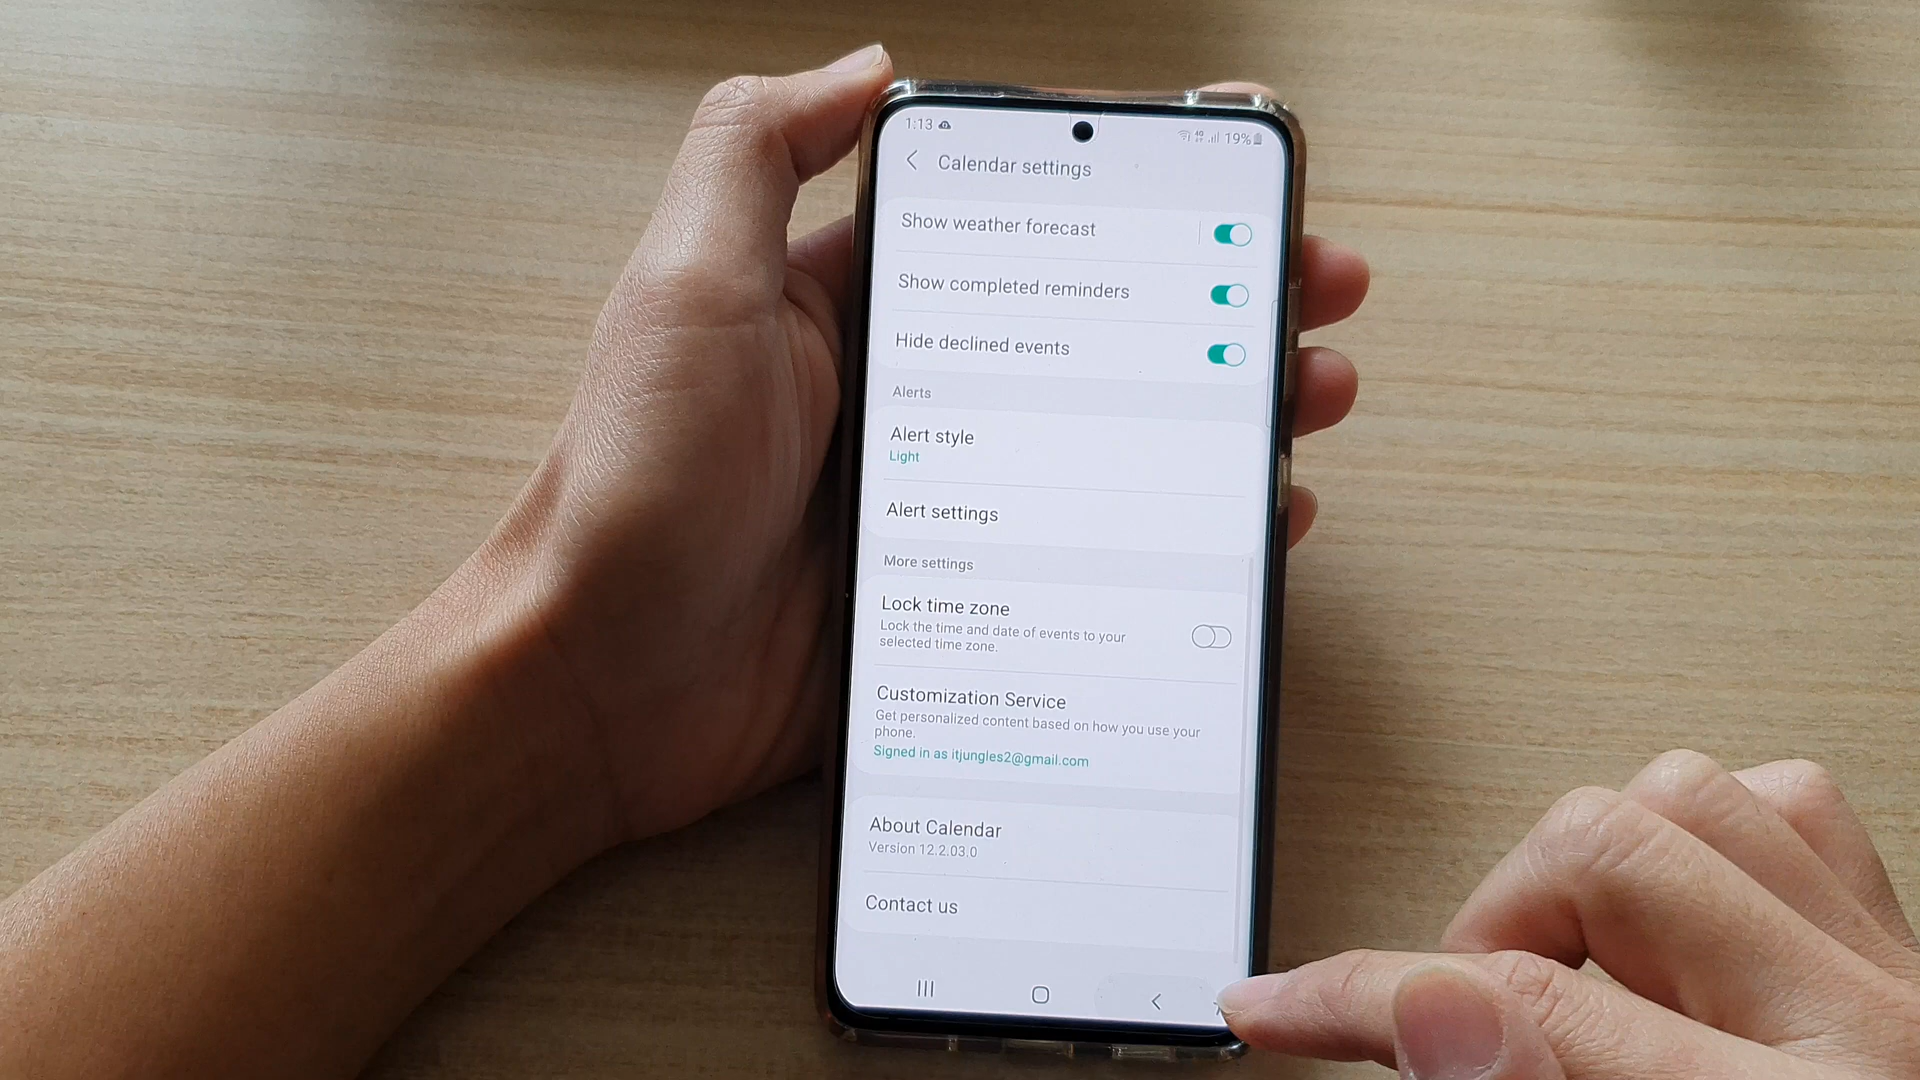 1:13
4G
19%
Calendar settings
Show weather forecast
Show completed reminders
Hide declined events
Alerts
Alert style
Light
Alert settings
More settings
Lock time zone
Lock the time and date of events to your
selected time zone.
Customization Service
Get personalized content based on how you use your
phone.
Signed in as itjungles2@gmail.com
About Calendar
Version 12.2.03.0
Contact us